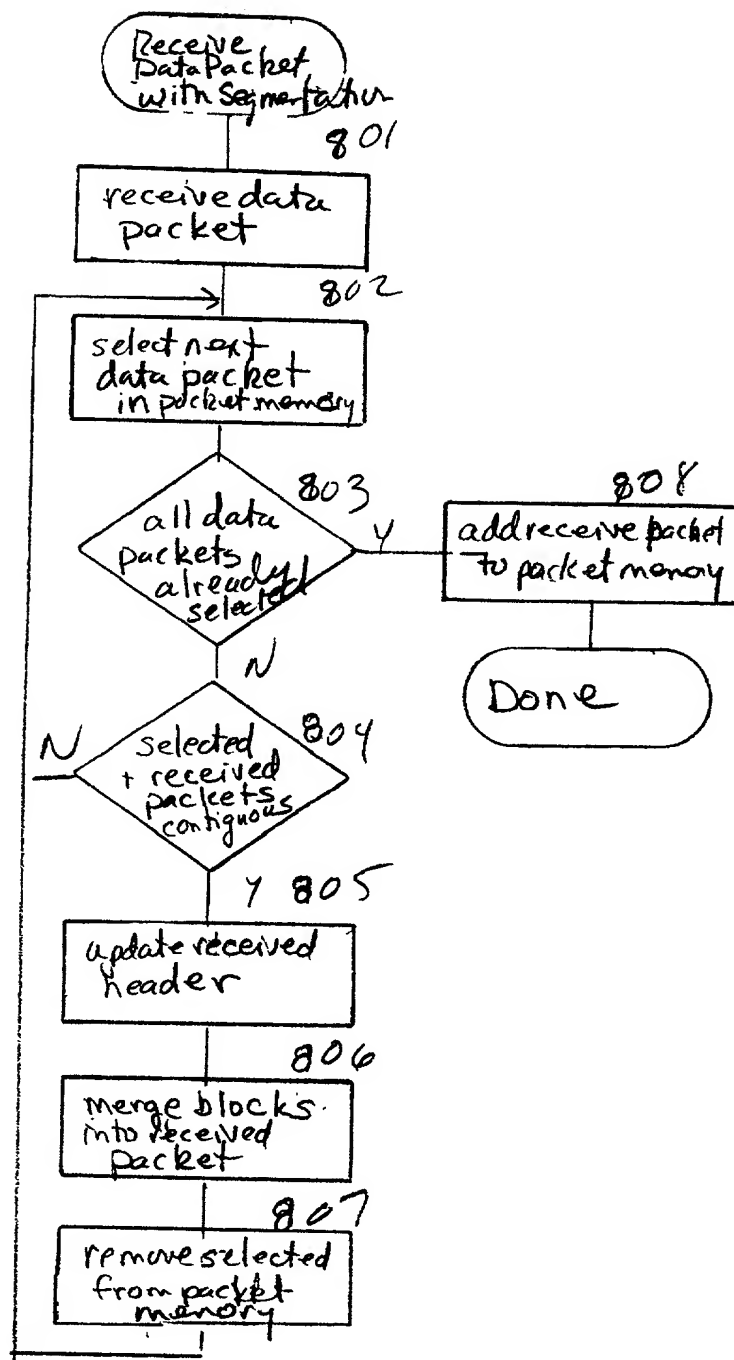 Receive
Data Packet
with Segmentation
801
receive data
packet
802
select next
data packet
in packet memory
803
all data
packets
already
selected
Y
808
add receive packet
to packet memory
Done
N
804
selected
+ received
packets
contiguous
N
Y
805
update received
header
806
merge blocks
into received
packet
807
remove selected
from packet
memory